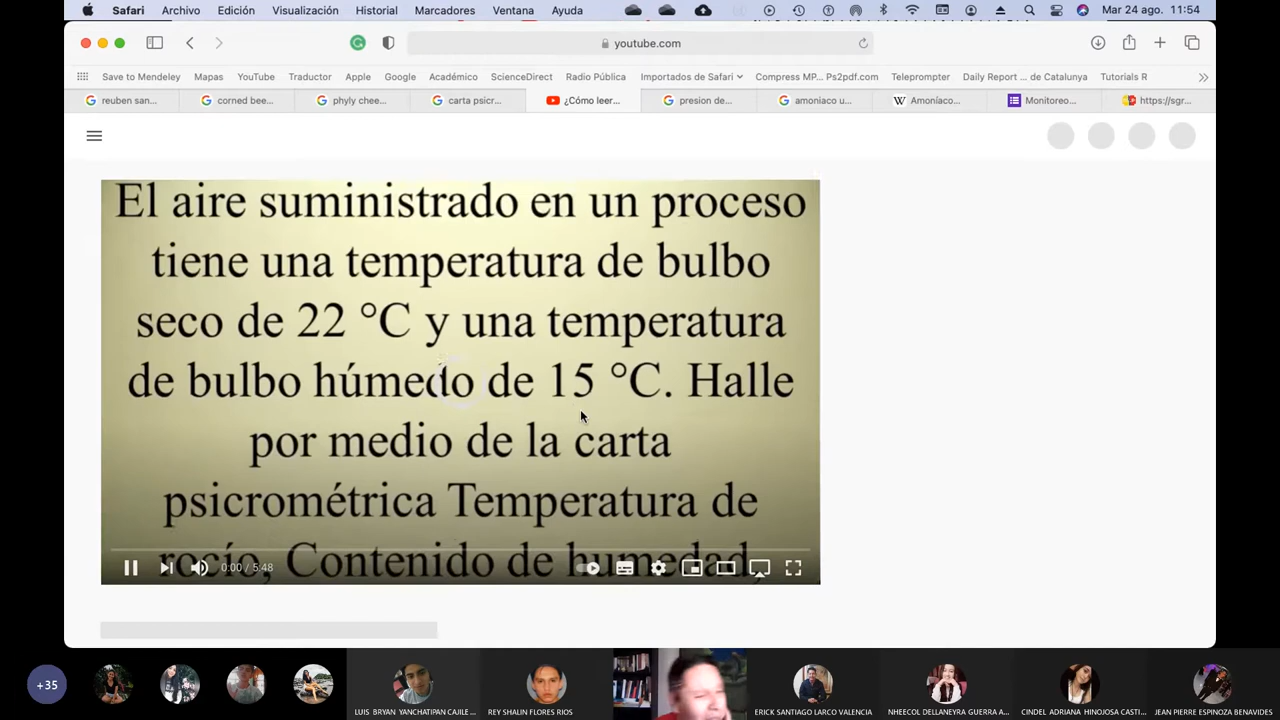 Safari Archivo Edición Visualización Historial Marcadores Ventana Ayuda Mar 24 ago. 11:54
youtube.com
Save to Mendeley Mapas YouTube Traductor Apple Google Académico ScienceDirect Radio Pública Importados de Safari Compress MP... Ps2pdf.com Teleprompter Daily Report ... de Catalunya Tutorials R
reuben san... corned bee... phyly chee... carta psicr... ¿Cómo leer... presion de... amoniaco u... Amoníaco... Monitoreo... https://sgr...
El aire suministrado en un proceso
tiene una temperatura de bulbo
seco de 22 °C y una temperatura
de bulbo húmedo de 15 °C. Halle
por medio de la carta
psicrométrica Temperatura de
rocío, Contenido de humedad,
0:00 / 5:48
+35 LUIS BRYAN YANCHATIPAN CAJILE... REY SHALIN FLORES RIOS ERICK SANTIAGO LARCO VALENCIA NHEECOL DELLANEYRA GUERRA A... CINDEL ADRIANA HINOJOSA CASTI... JEAN PIERRE ESPINOZA BENAVIDES